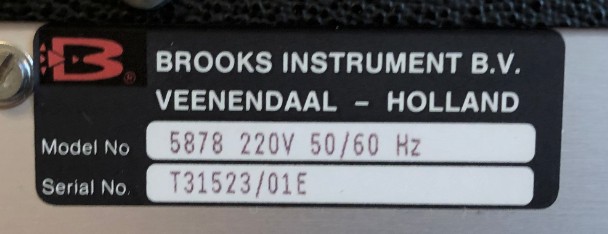 B®
BROOKS INSTRUMENT B.V.
VEENENDAAL – HOLLAND
Model No 5878 220V 50/60 Hz
Serial No. T31523/01E